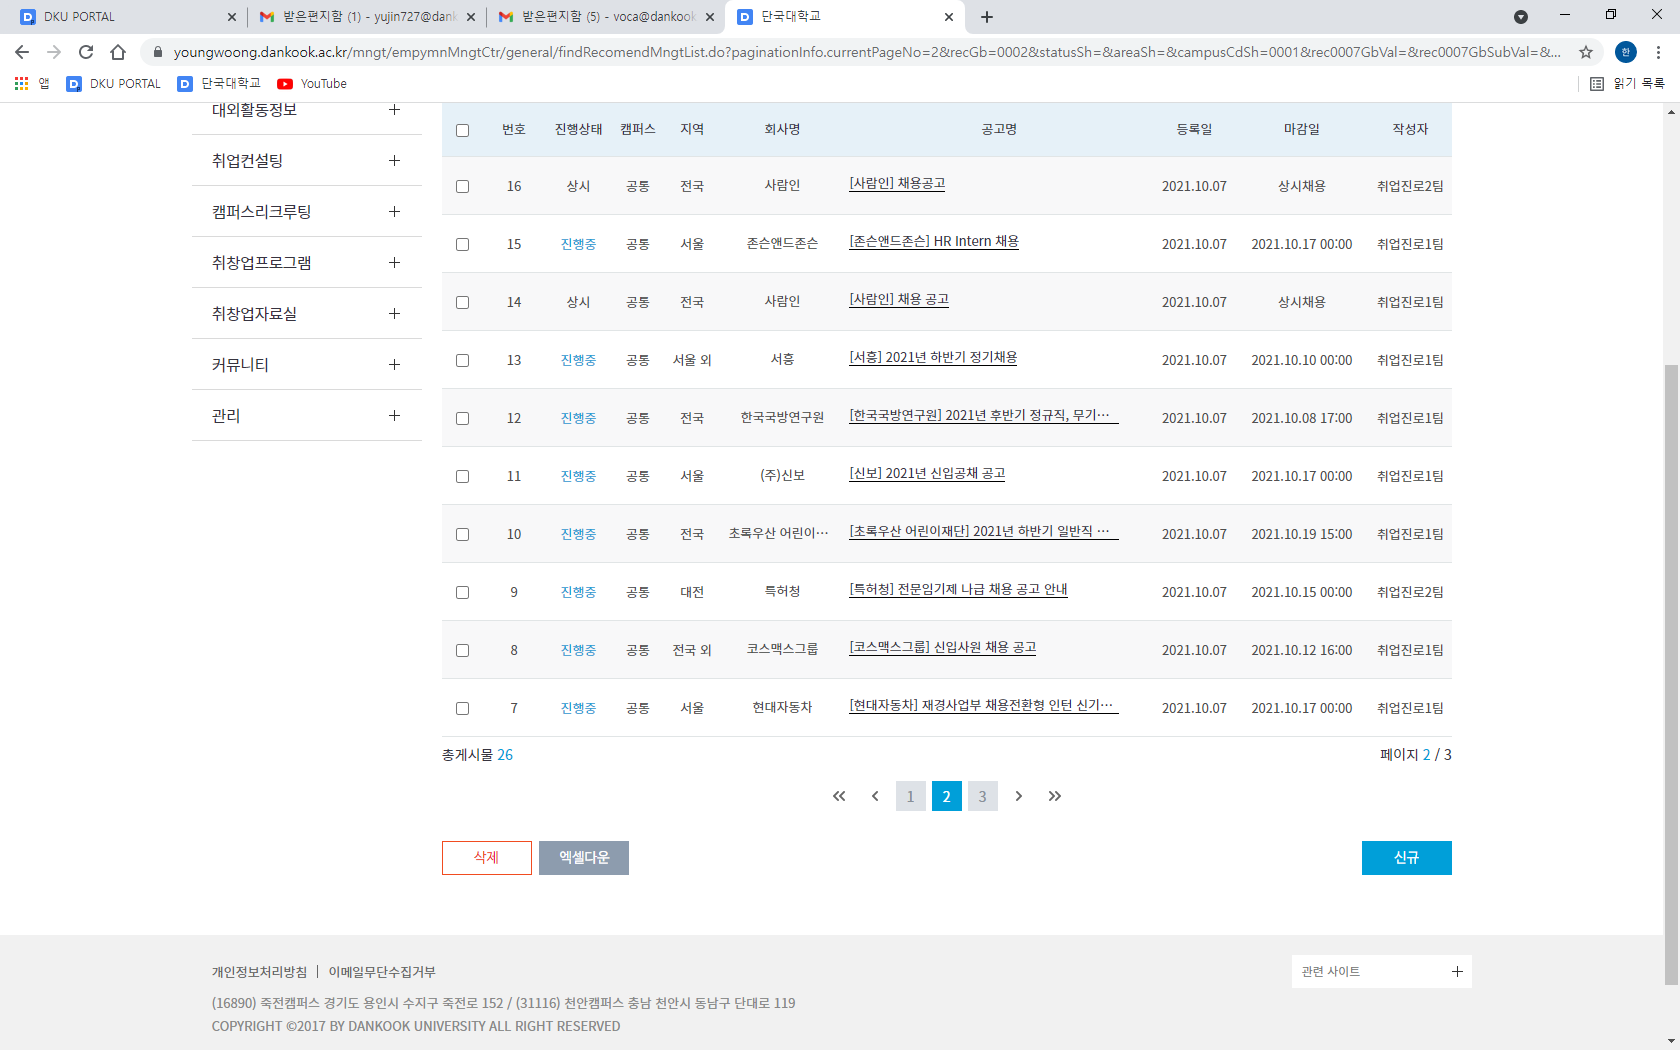 DKU PORTAL
받은편지함 (1) - yujin727@dank
받은편지함 (5) - voca@dankook
단국대학교
youngwoong.dankook.ac.kr/mngt/empymnMngtCtr/general/findRecomendMngtList.do?paginationInfo.currentPageNo=2&recGb=0002&statusSh=&areaSh=&campusCdSh=0001&rec0007GbVal=&rec0007GbSubVal=&...
한
앱 DKU PORTAL 단국대학교 YouTube 읽기 목록
대외활동정보
취업컨설팅
캠퍼스리크루팅
취창업프로그램
취창업자료실
커뮤니티
관리
번호 진행상태 캠퍼스 지역 회사명 공고명 등록일 마감일 작성자
16 상시 공통 전국 사람인 [사람인] 채용공고 2021.10.07 상시채용 취업진로2팀
15 진행중 공통 서울 존슨앤드존슨 [존슨앤드존슨] HR Intern 채용 2021.10.07 2021.10.17 00:00 취업진로1팀
14 상시 공통 전국 사람인 [사람인] 채용 공고 2021.10.07 상시채용 취업진로1팀
13 진행중 공통 서울 외 서흥 [서흥] 2021년 하반기 정기채용 2021.10.07 2021.10.10 00:00 취업진로1팀
12 진행중 공통 전국 한국국방연구원 [한국국방연구원] 2021년 후반기 정규직, 무기… 2021.10.07 2021.10.08 17:00 취업진로1팀
11 진행중 공통 서울 (주)신보 [신보] 2021년 신입공채 공고 2021.10.07 2021.10.17 00:00 취업진로1팀
10 진행중 공통 전국 초록우산 어린이… [초록우산 어린이재단] 2021년 하반기 일반직 … 2021.10.07 2021.10.19 15:00 취업진로1팀
9 진행중 공통 대전 특허청 [특허청] 전문임기제 나급 채용 공고 안내 2021.10.07 2021.10.15 00:00 취업진로2팀
8 진행중 공통 전국 외 코스맥스그룹 [코스맥스그룹] 신입사원 채용 공고 2021.10.07 2021.10.12 16:00 취업진로1팀
7 진행중 공통 서울 현대자동차 [현대자동차] 재경사업부 채용전환형 인턴 신기… 2021.10.07 2021.10.17 00:00 취업진로1팀
총게시물 26 페이지 2 / 3
1 2 3
삭제 엑셀다운 신규
개인정보처리방침 | 이메일무단수집거부
관련 사이트
(16890) 죽전캠퍼스 경기도 용인시 수지구 죽전로 152 / (31116) 천안캠퍼스 충남 천안시 동남구 단대로 119
COPYRIGHT ©2017 BY DANKOOK UNIVERSITY ALL RIGHT RESERVED